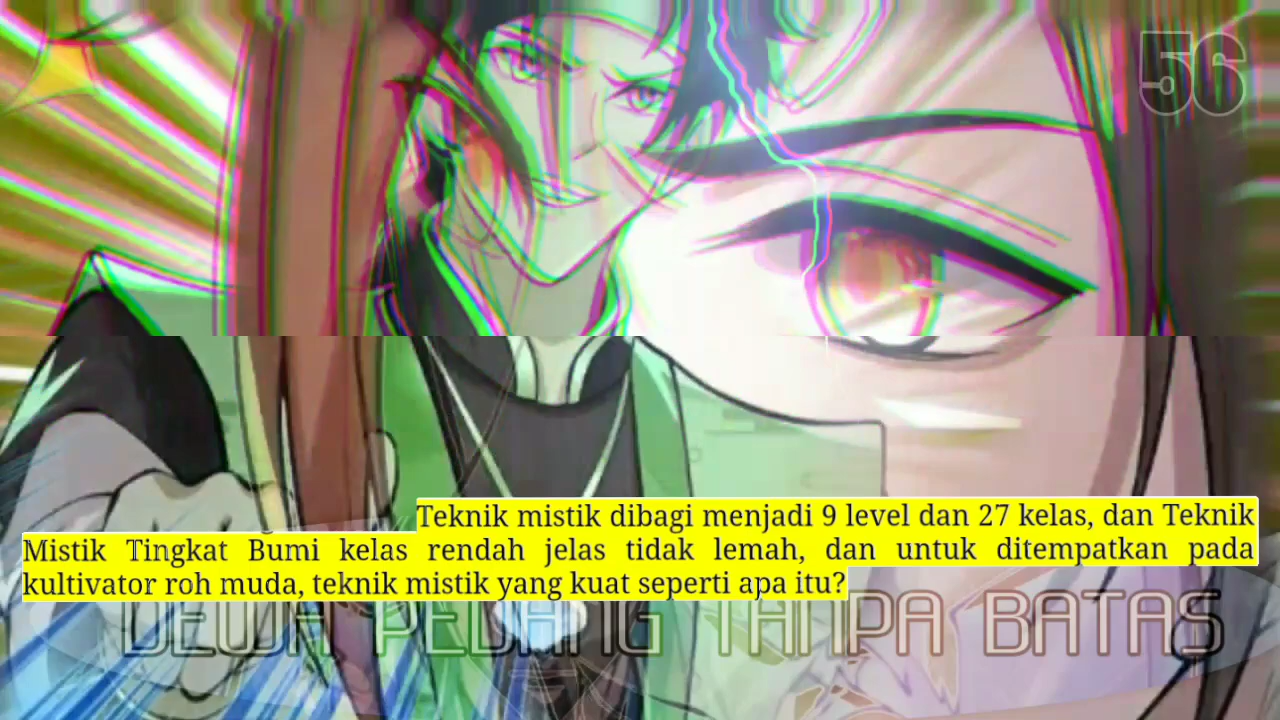 56
Teknik mistik dibagi menjadi 9 level dan 27 kelas, dan Teknik
Mistik Tingkat Bumi kelas rendah jelas tidak lemah, dan untuk ditempatkan pada
kultivator roh muda, teknik mistik yang kuat seperti apa itu?
DEWA PEDANG TANPA BATAS